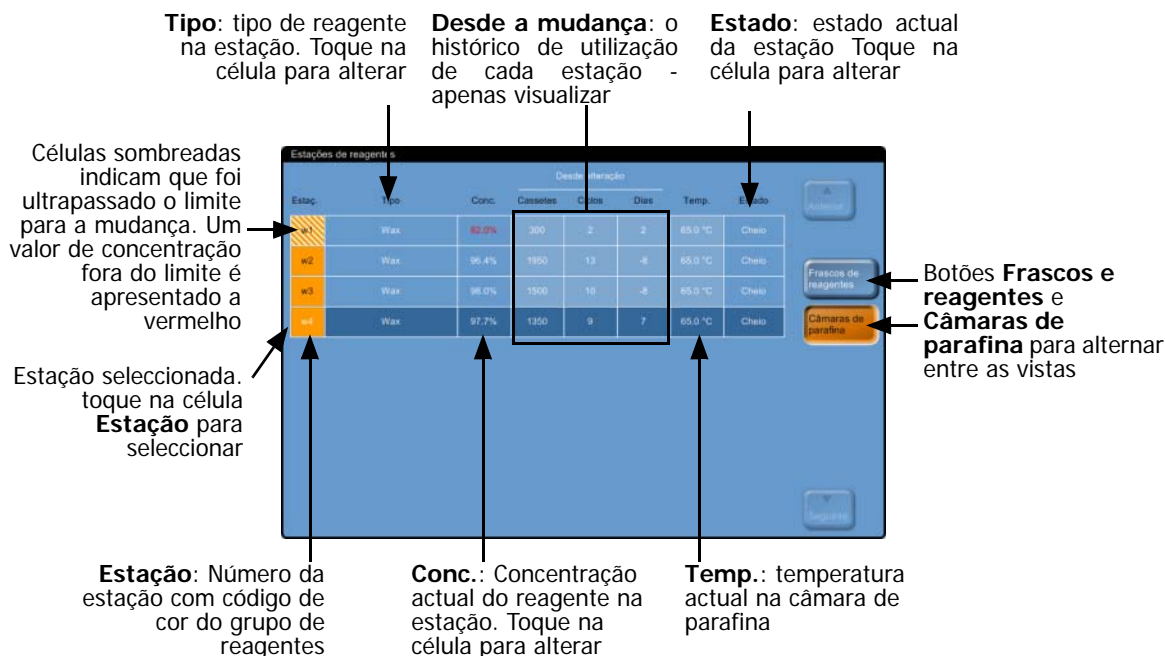 Tipo: tipo de reagente
na estação. Toque na
célula para alterar
Desde a mudança: o
histórico de utilização
de cada estação -
apenas visualizar
Estado: estado actual
da estação Toque na
célula para alterar
Células sombreadas
indicam que foi
ultrapassado o limite
para a mudança. Um
valor de concentração
fora do limite é
apresentado a
vermelho
Estação seleccionada.
toque na célula
Estação para
seleccionar
Estações de reagentes
Desde alteração
Estaç. Tipo Conc. Cassetes Ciclos Dias Temp. Estado
w1 Wax 82.0% 300 2 2 65.0 °C Cheio
w2 Wax 96.4% 1950 13 -8 65.0 °C Cheio
w3 Wax 98.0% 1500 10 -8 65.0 °C Cheio
w4 Wax 97.7% 1350 9 7 65.0 °C Cheio
Anterior
Frascos de
reagentes
Câmaras de
parafina
Seguinte
Botões Frascos e
reagentes e
Câmaras de
parafina para alternar
entre as vistas
Estação: Número da
estação com código de
cor do grupo de
reagentes
Conc.: Concentração
actual do reagente na
estação. Toque na
célula para alterar
Temp.: temperatura
actual na câmara de
parafina